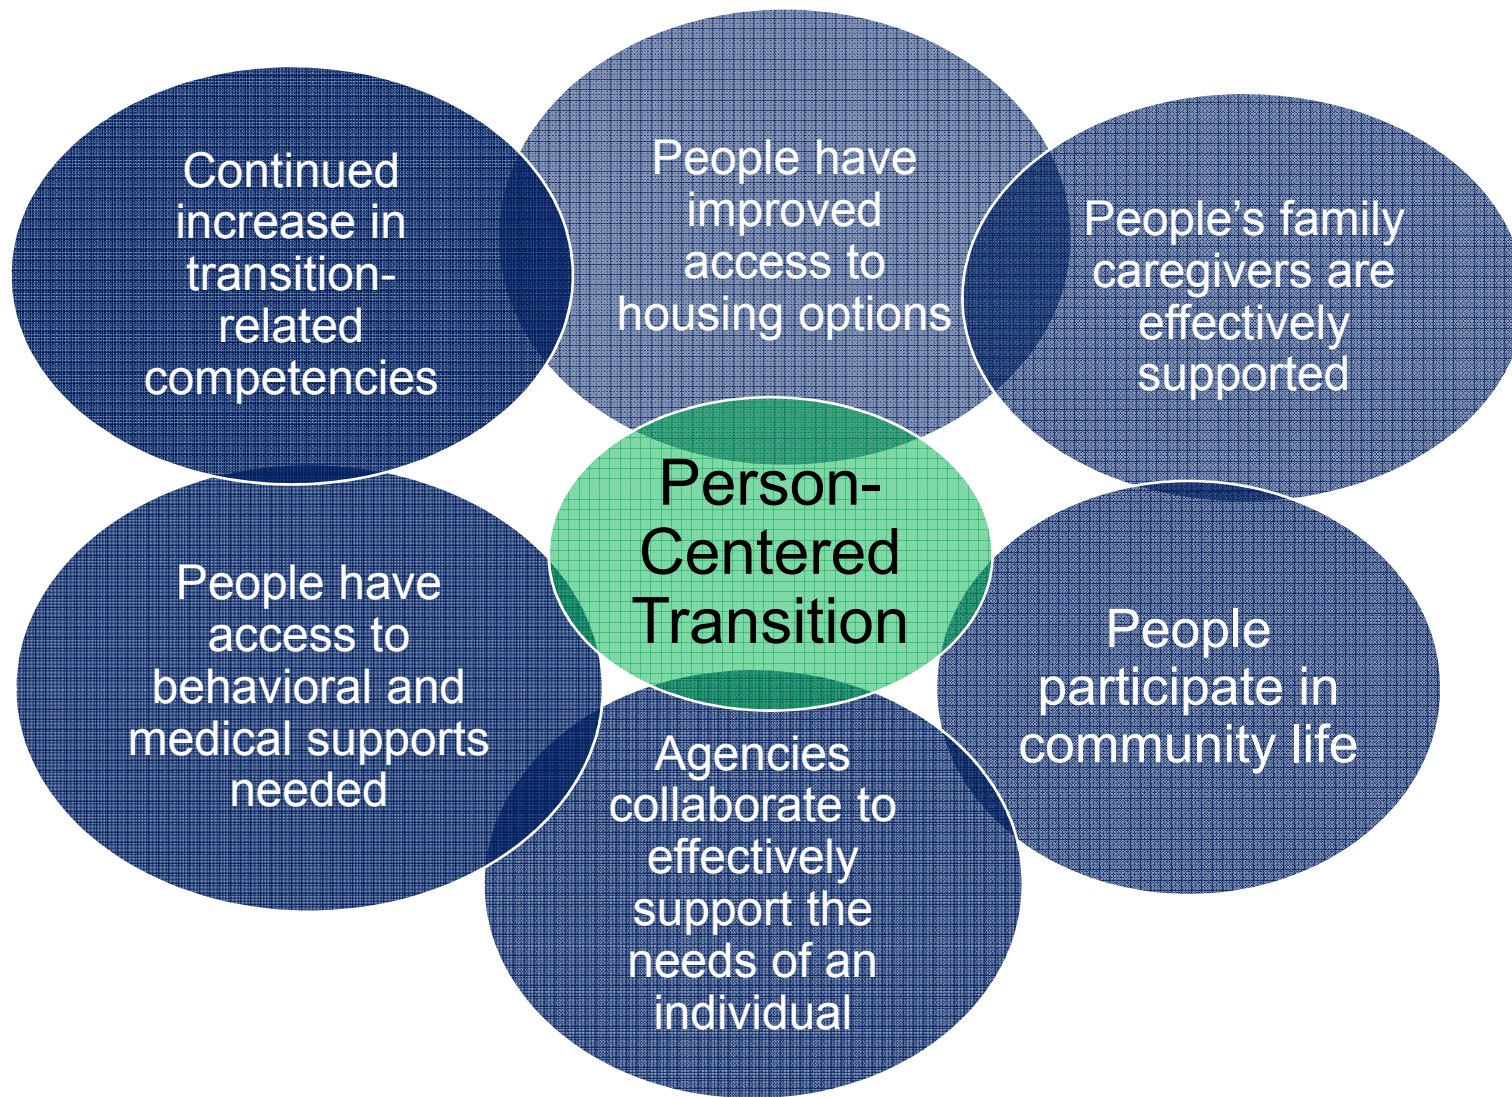 Continued
increase in
transition-
related
competencies
People have
improved
access to
housing options
People’s family
caregivers are
effectively
supported
Person-
Centered
Transition
People have
access to
behavioral and
medical supports
needed
People
participate in
community life
Agencies
collaborate to
effectively
support the
needs of an
individual